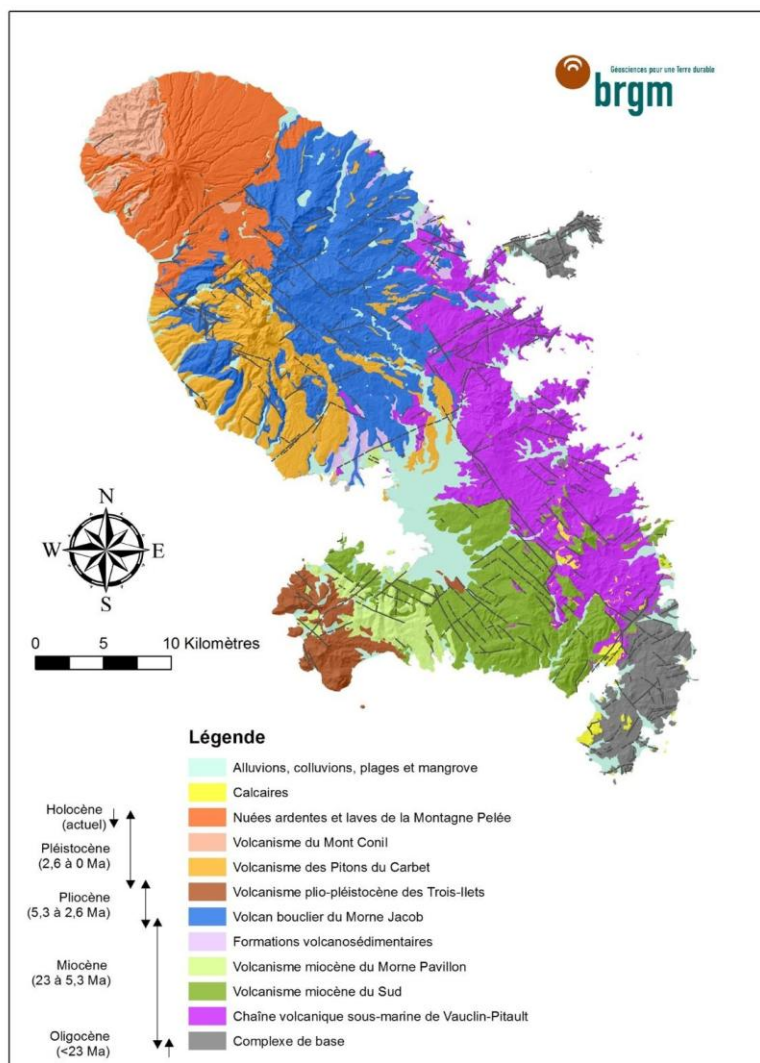 Géosciences pour une Terre durable
brgm
N
W
E
S
0 5 10 Kilomètres
Légende
Alluvions, colluvions, plages et mangrove
Calcaires
Nuées ardentes et laves de la Montagne Pelée
Volcanisme du Mont Conil
Volcanisme des Pitons du Carbet
Volcanisme plio-pléistocène des Trois-Ilets
Volcan bouclier du Morne Jacob
Formations volcanosédimentaires
Volcanisme miocène du Morne Pavillon
Volcanisme miocène du Sud
Chaîne volcanique sous-marine de Vauclin-Pitault
Complexe de base
Holocène
(actuel)
Pléistocène
(2,6 à 0 Ma)
Pliocène
(5,3 à 2,6 Ma)
Miocène
(23 à 5,3 Ma)
Oligocène
(<23 Ma)